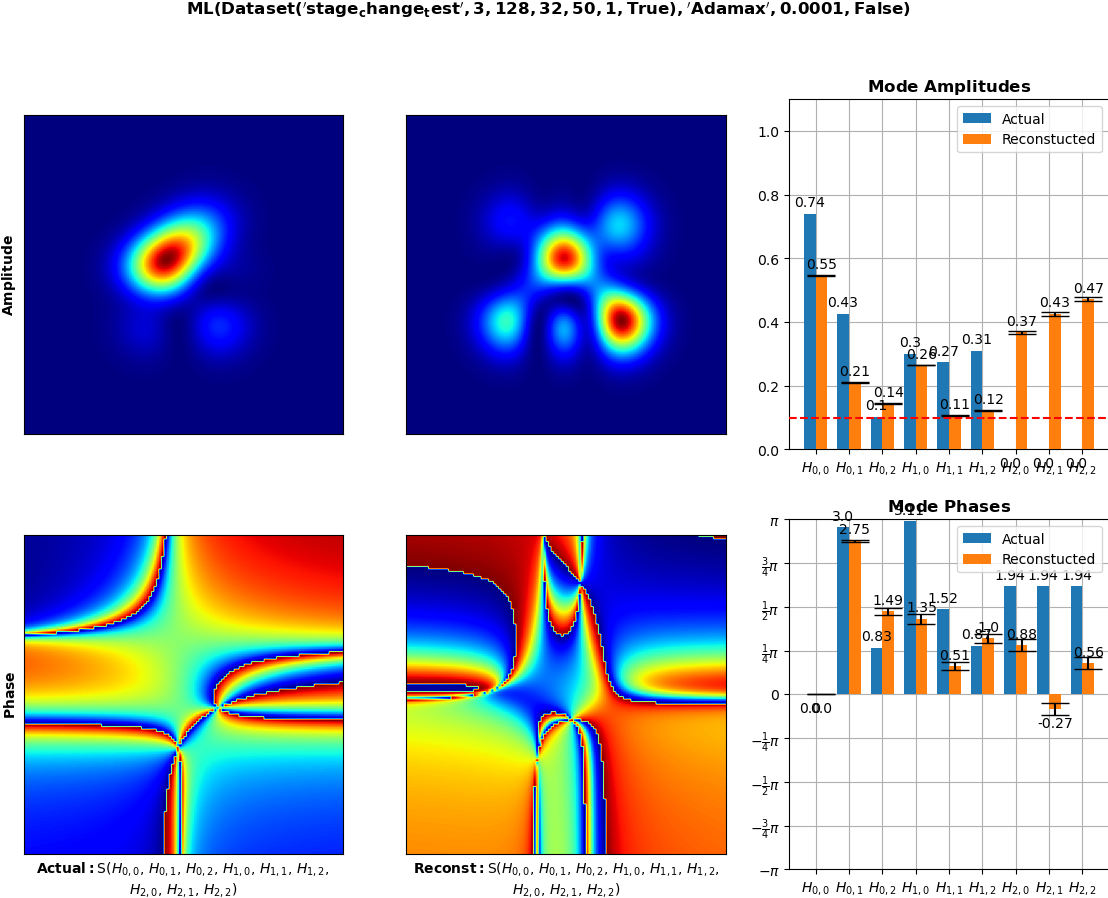 ML(Dataset('stage_change_test', 3, 128, 32, 50, 1, True), 'Adamax', 0.0001, False)
Amplitude
Mode Amplitudes
Actual
Reconstucted
1.0
0.8
0.6
0.4
0.2
0.0
0.74
0.55
0.43
0.21
0.1
0.14
0.3
0.26
0.27
0.11
0.31
0.12
0.0
0.37
0.0
0.43
0.0
0.47
H0,0 H0,1 H0,2 H1,0 H1,1 H1,2 H2,0 H2,1 H2,2
Phase
Mode Phases
Actual
Reconstucted
π
3/4π
1/2π
1/4π
0
−1/4π
−1/2π
−3/4π
−π
0.0
0.0
3.0
2.75
0.83
1.49
3.11
1.35
1.52
0.51
0.87
1.0
1.94
0.88
1.94
-0.27
1.94
0.56
H0,0 H0,1 H0,2 H1,0 H1,1 H1,2 H2,0 H2,1 H2,2
Actual: S(H0,0, H0,1, H0,2, H1,0, H1,1, H1,2,
H2,0, H2,1, H2,2)
Reconst: S(H0,0, H0,1, H0,2, H1,0, H1,1, H1,2,
H2,0, H2,1, H2,2)